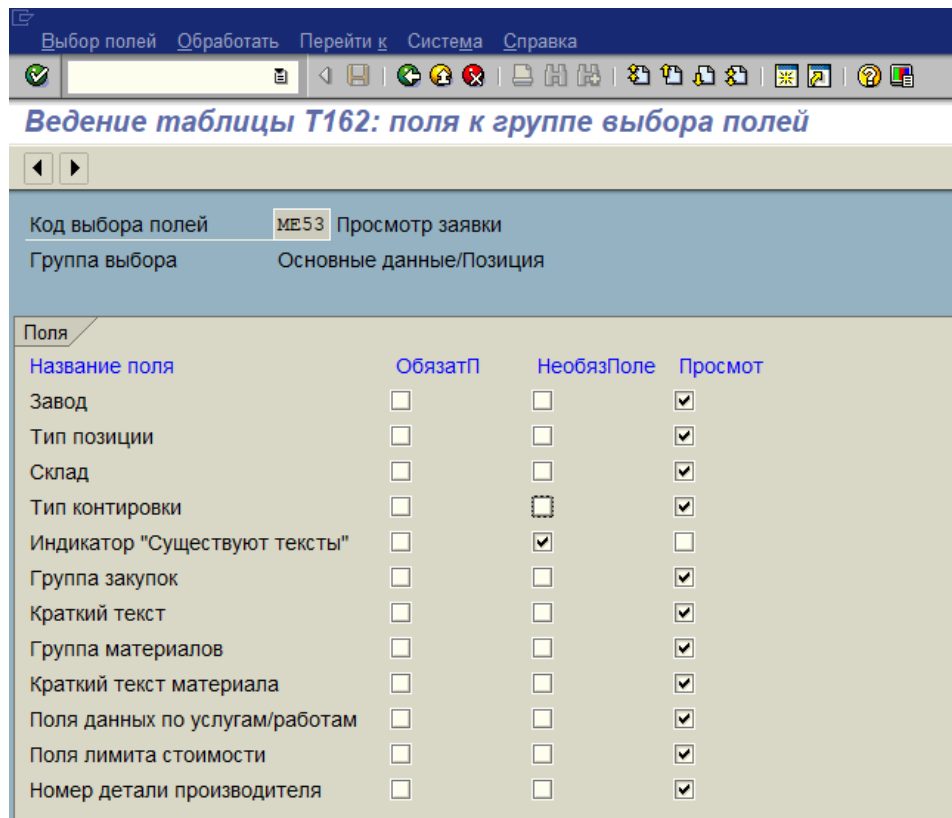 Выбор полей Обработать Перейти к Система Справка
Ведение таблицы T162: поля к группе выбора полей
Код выбора полей ME53 Просмотр заявки
Группа выбора Основные данные/Позиция
Поля
Название поля ОбязатП НеобязПоле Просмот
Завод
Тип позиции
Склад
Тип контировки
Индикатор "Существуют тексты"
Группа закупок
Краткий текст
Группа материалов
Краткий текст материала
Поля данных по услугам/работам
Поля лимита стоимости
Номер детали производителя